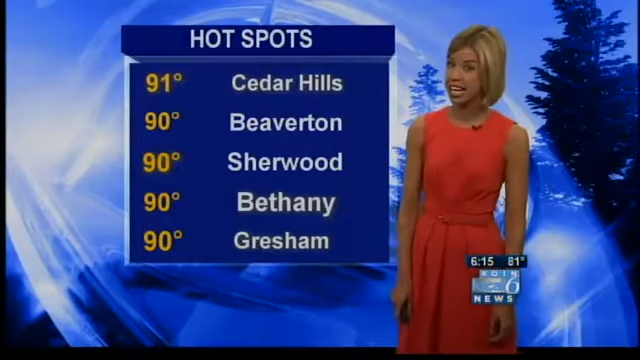 HOT SPOTS
91° Cedar Hills
90° Beaverton
90° Sherwood
90° Bethany
90° Gresham
6:15 81°
KOIN
6
NEWS